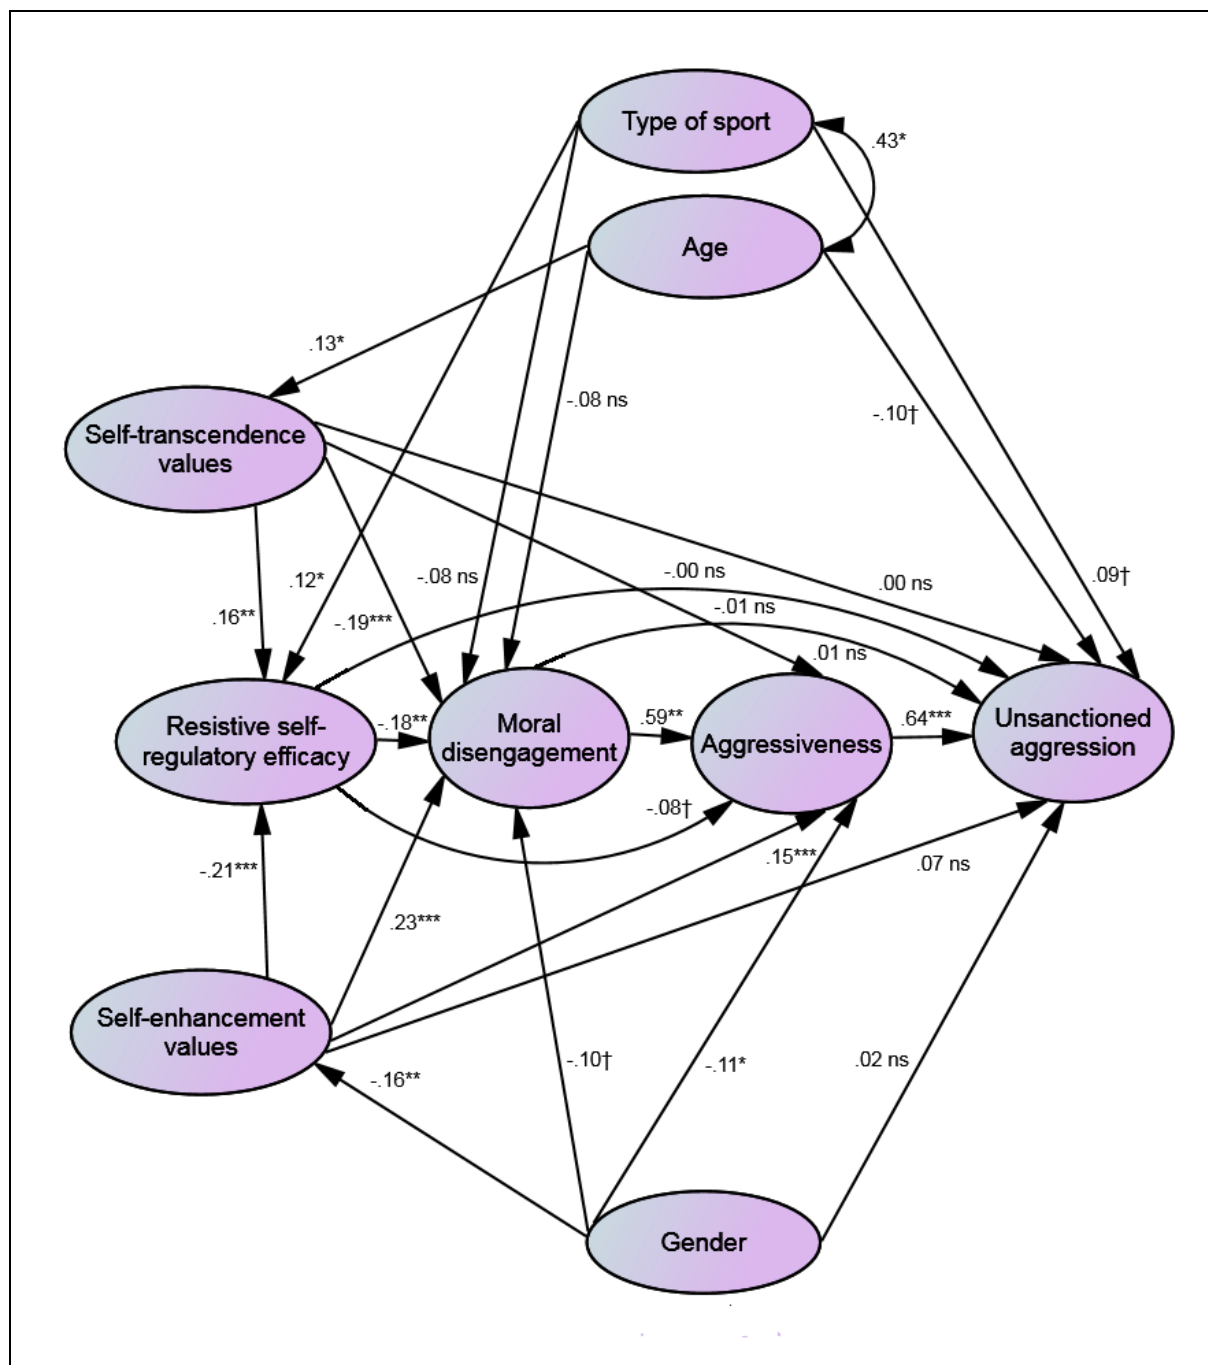 Type of sport
.43*
Age
.13*
-.08 ns
-.10†
Self-transcendence
values
.12*
-.08 ns
-.00 ns
.00 ns
.09†
.16**
-.19***
-.01 ns
.01 ns
Resistive self-
regulatory efficacy
-.18**
Moral
disengagement
.59**
Aggressiveness
.64***
Unsanctioned
aggression
-.08†
-.21***
.15***
.07 ns
.23***
Self-enhancement
values
-.16**
-.10†
-.11*
.02 ns
Gender